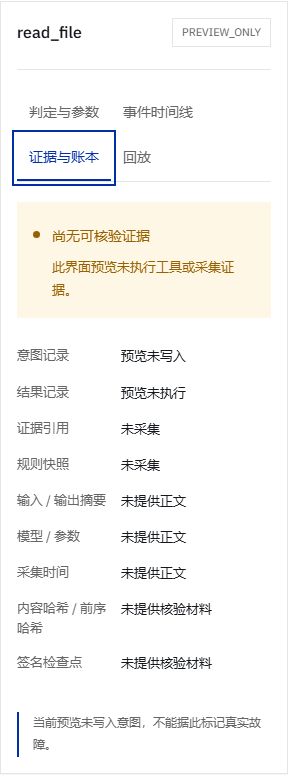 read_file
PREVIEW_ONLY
判定与参数 事件时间线
证据与账本 回放
尚无可核验证据
此界面预览未执行工具或采集证
据。
意图记录 预览未写入
结果记录 预览未执行
证据引用 未采集
规则快照 未采集
输入 / 输出摘要 未提供正文
模型 / 参数 未提供正文
采集时间 未提供正文
内容哈希 / 前序 未提供核验材料
哈希
签名检查点 未提供核验材料
当前预览未写入意图，不能据此标记真实故
障。